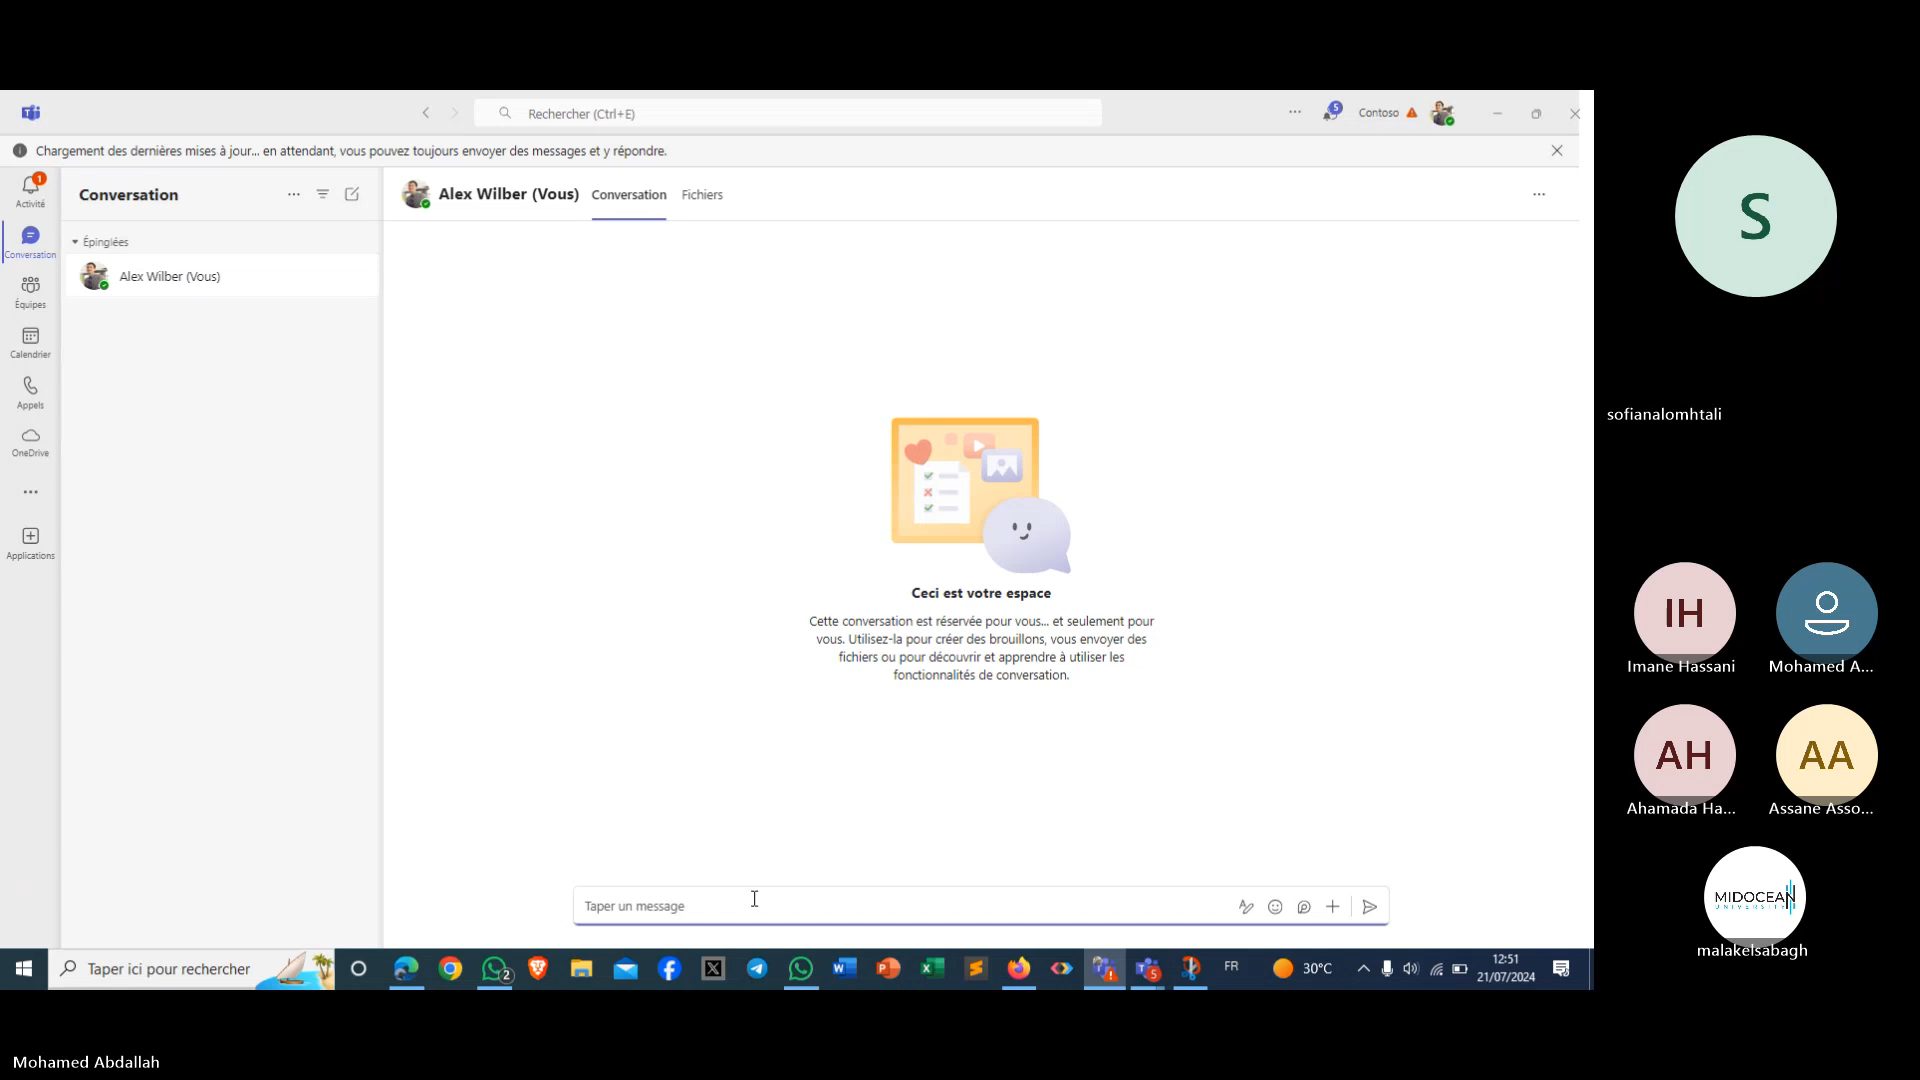 Rechercher (Ctrl+E)
5
Contoso
Chargement des dernières mises à jour... en attendant, vous pouvez toujours envoyer des messages et y répondre.
1
Activité
Conversation
Équipes
Calendrier
Appels
OneDrive
Applications
Conversation
Épinglées
Alex Wilber (Vous)
Alex Wilber (Vous) Conversation Fichiers
Ceci est votre espace
Cette conversation est réservée pour vous... et seulement pour
vous. Utilisez-la pour créer des brouillons, vous envoyer des
fichiers ou pour découvrir et apprendre à utiliser les
fonctionnalités de conversation.
Taper un message
Taper ici pour rechercher
2
5
FR
30°C
12:51
21/07/2024
S
sofianalomhtali
IH
Imane Hassani
Mohamed A...
AH
Ahamada Ha...
AA
Assane Asso...
MIDOCEAN
UNIVERSITY
malakelsabagh
Mohamed Abdallah